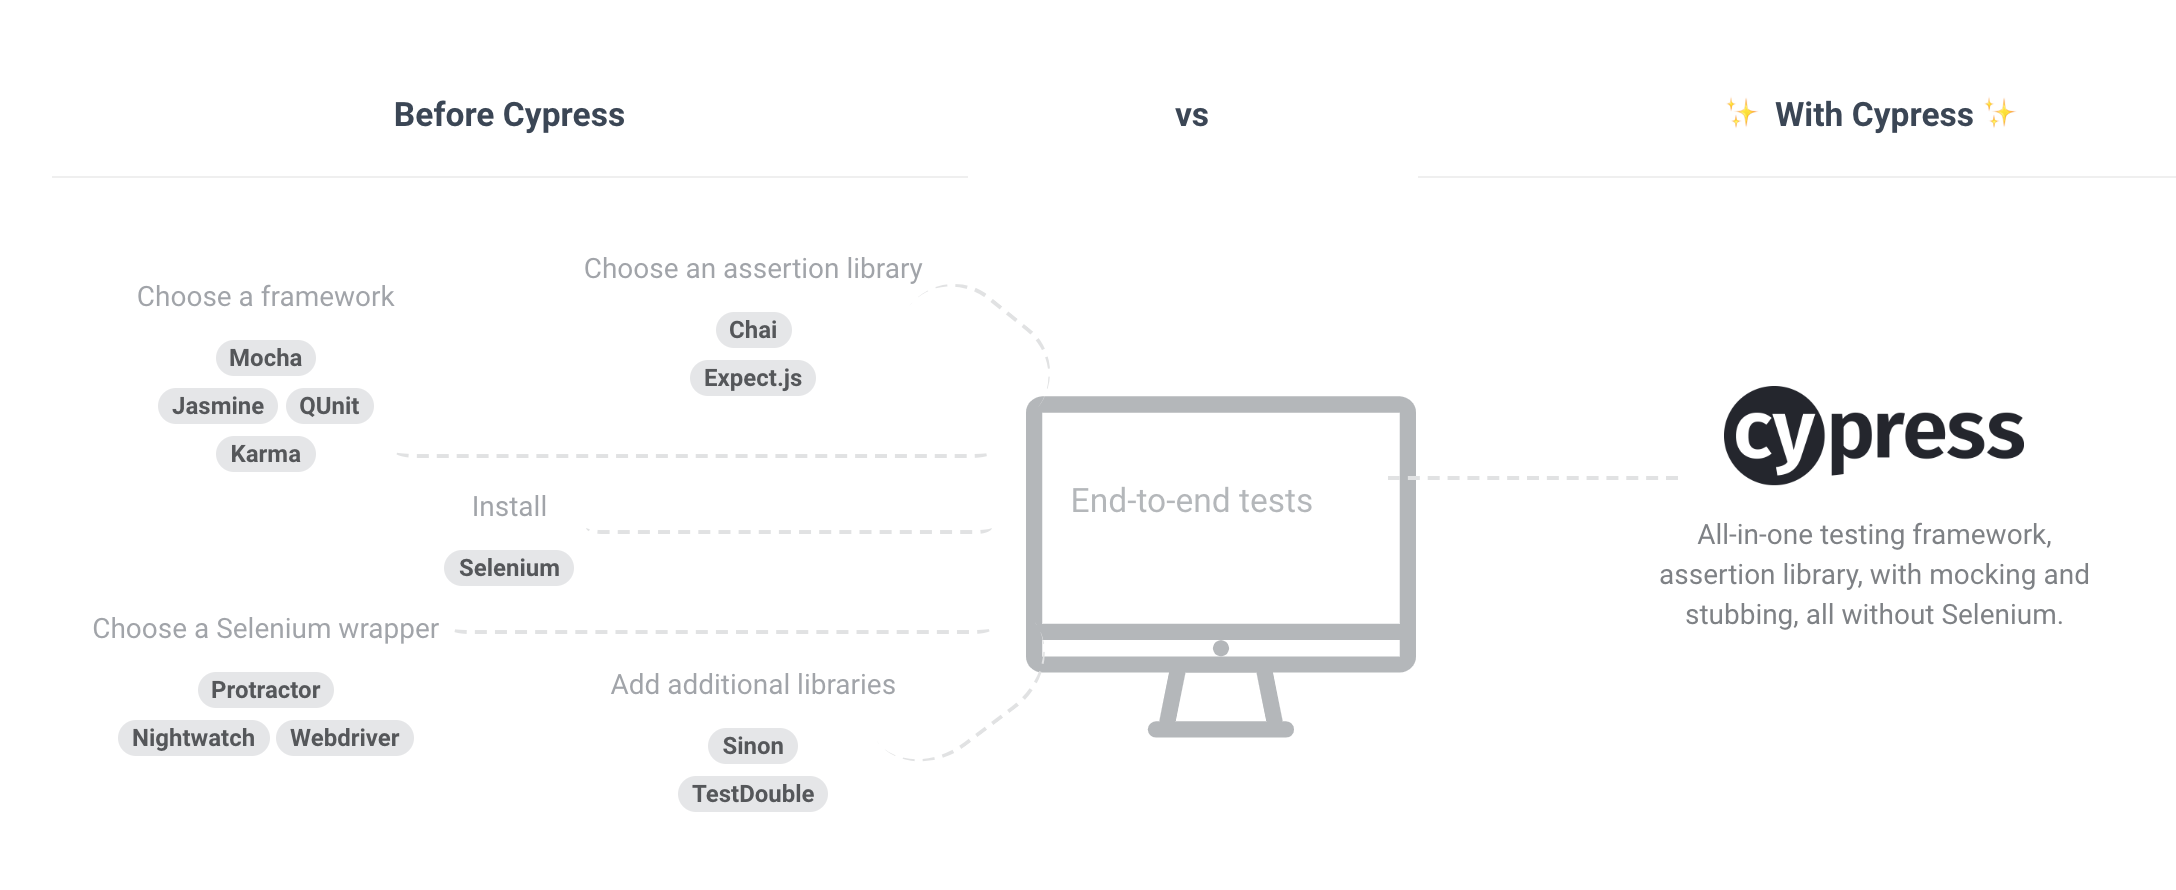 Before Cypress
vs
✨ With Cypress ✨
Choose a framework
Mocha
Jasmine QUnit
Karma
Choose an assertion library
Chai
Expect.js
Install
Selenium
Choose a Selenium wrapper
Protractor
Nightwatch Webdriver
Add additional libraries
Sinon
TestDouble
End-to-end tests
cypress
All-in-one testing framework,
assertion library, with mocking and
stubbing, all without Selenium.